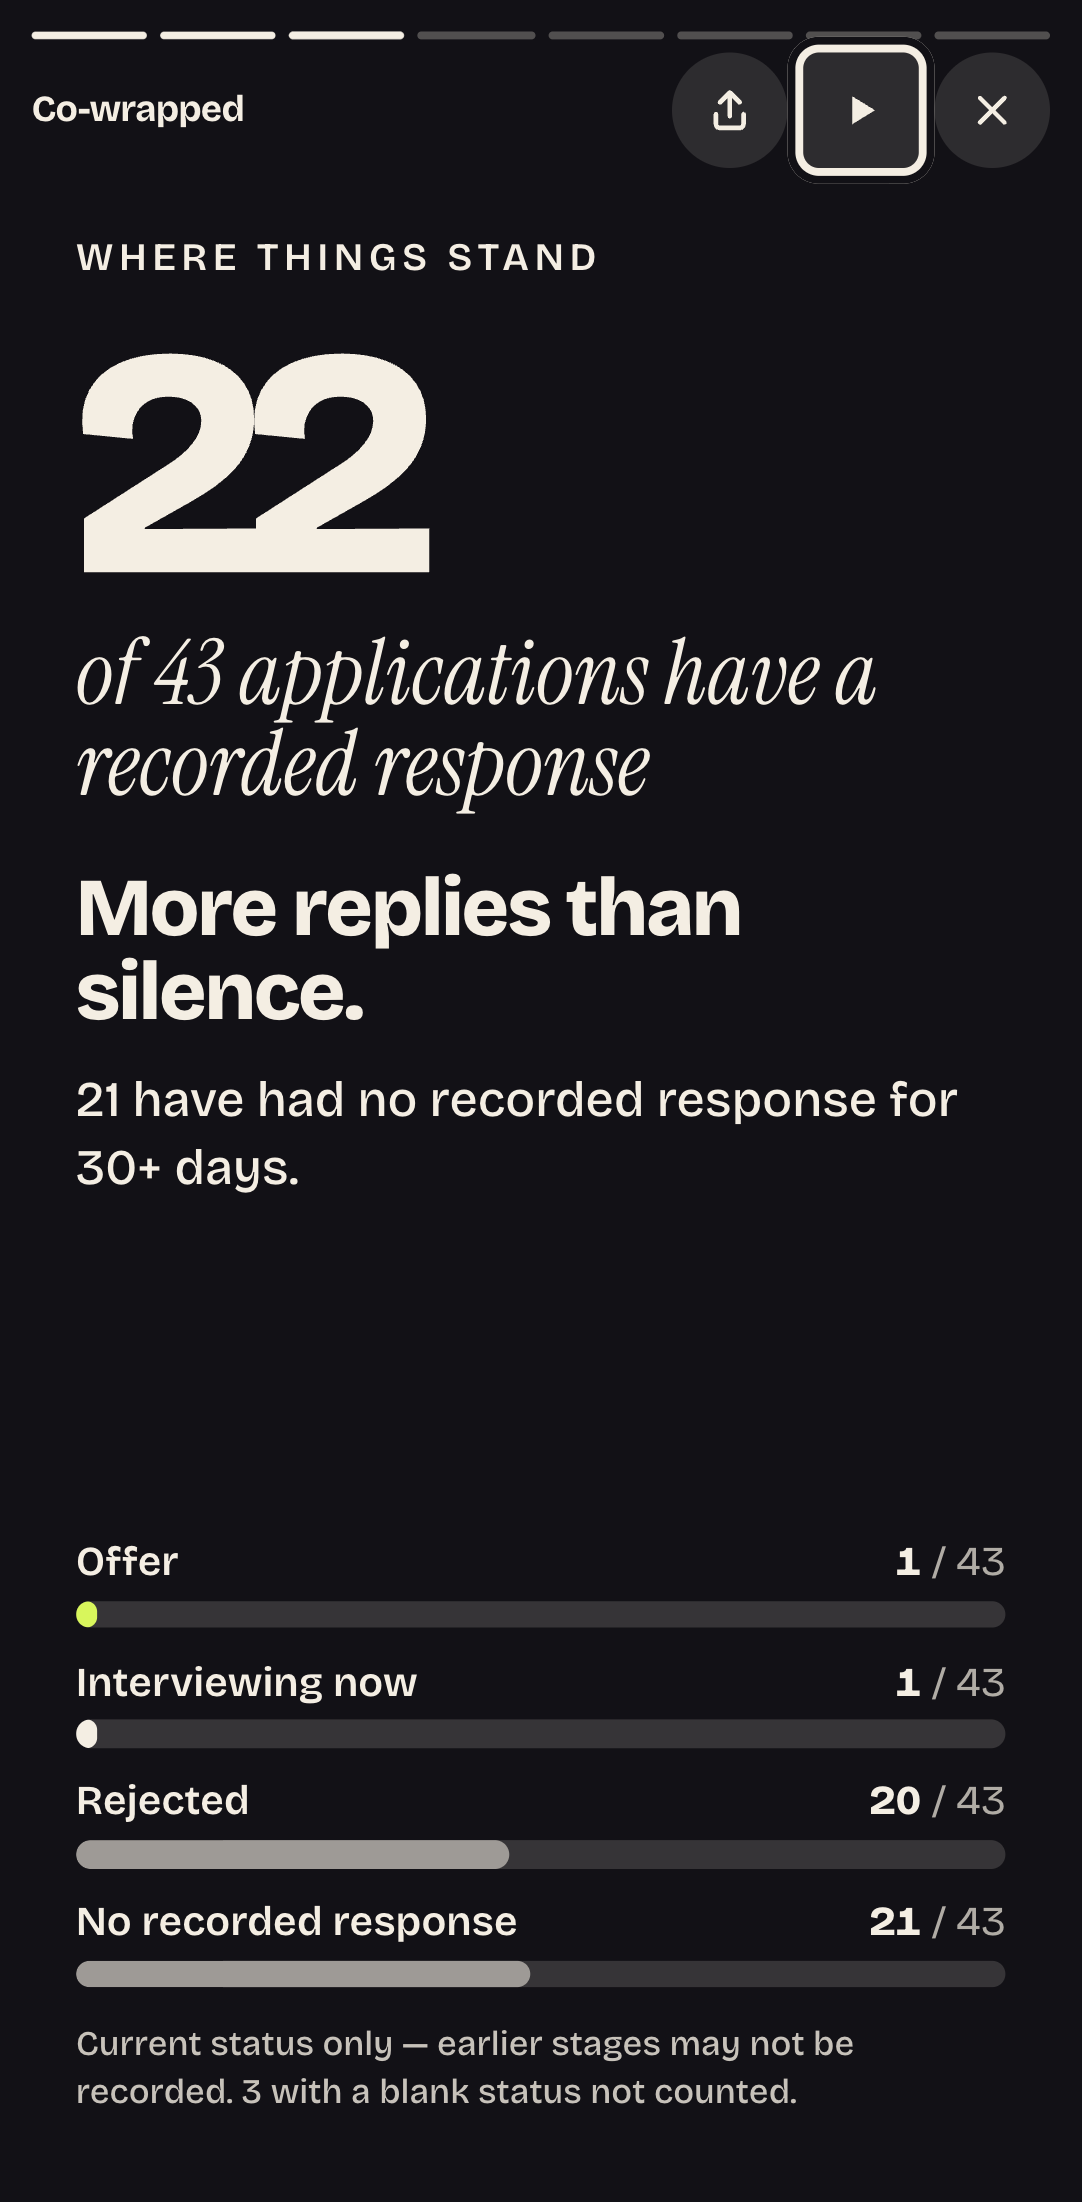 Co-wrapped
WHERE THINGS STAND
22
of 43 applications have a
recorded response
More replies than
silence.
21 have had no recorded response for
30+ days.
Offer 1 / 43
Interviewing now 1 / 43
Rejected 20 / 43
No recorded response 21 / 43
Current status only — earlier stages may not be
recorded. 3 with a blank status not counted.